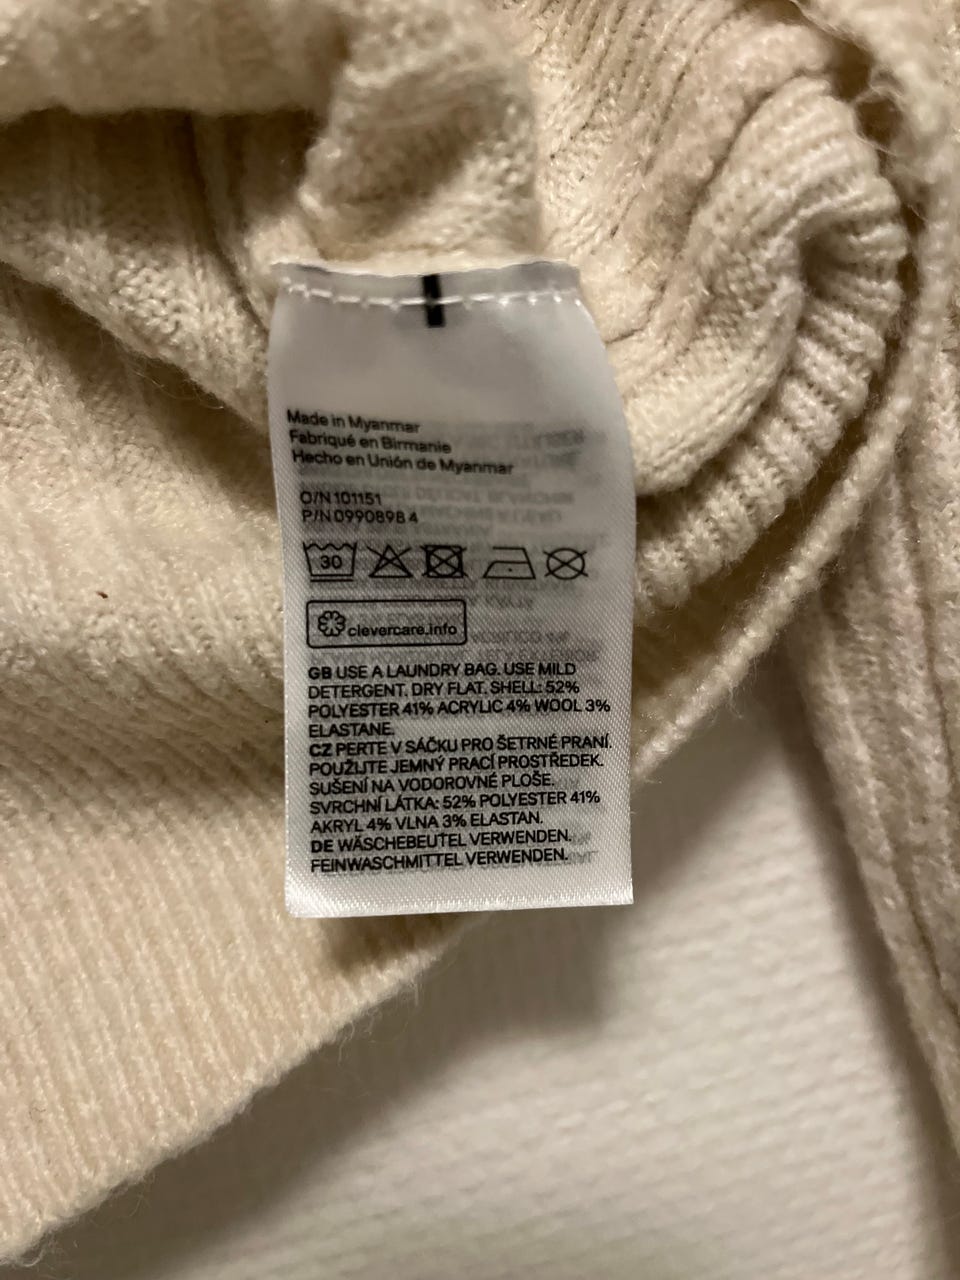 Made in Myanmar
Fabriqué en Birmanie
Hecho en Unión de Myanmar
O/N 101151
P/N 0990898 4
30
clevercare.info
GB USE A LAUNDRY BAG. USE MILD
DETERGENT. DRY FLAT. SHELL: 52%
POLYESTER 41% ACRYLIC 4% WOOL 3%
ELASTANE.
CZ PERTE V SÁČKU PRO ŠETRNÉ PRANÍ.
POUŽIJTE JEMNÝ PRACÍ PROSTŘEDEK.
SUŠENÍ NA VODOROVNÉ PLOŠE.
SVRCHNÍ LÁTKA: 52% POLYESTER 41%
AKRYL 4% VLNA 3% ELASTAN.
DE WÄSCHEBEUTEL VERWENDEN.
FEINWASCHMITTEL VERWENDEN.